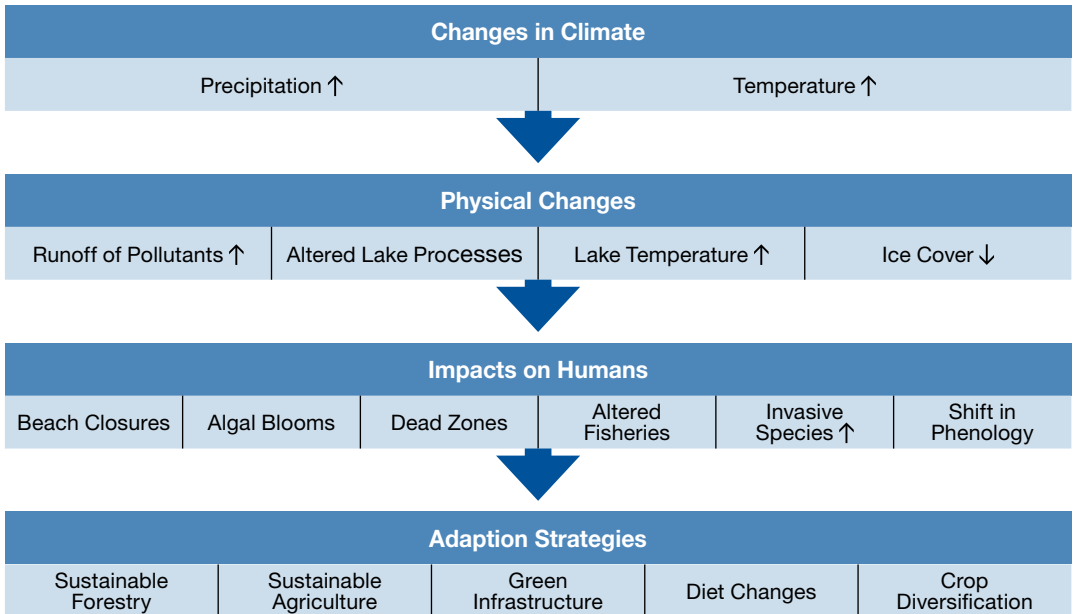 Changes in Climate
Precipitation ↑
Temperature ↑
Physical Changes
Runoff of Pollutants ↑
Altered Lake Processes
Lake Temperature ↑
Ice Cover ↓
Impacts on Humans
Beach Closures
Algal Blooms
Dead Zones
Altered
Fisheries
Invasive
Species ↑
Shift in
Phenology
Adaption Strategies
Sustainable
Forestry
Sustainable
Agriculture
Green
Infrastructure
Diet Changes
Crop
Diversification